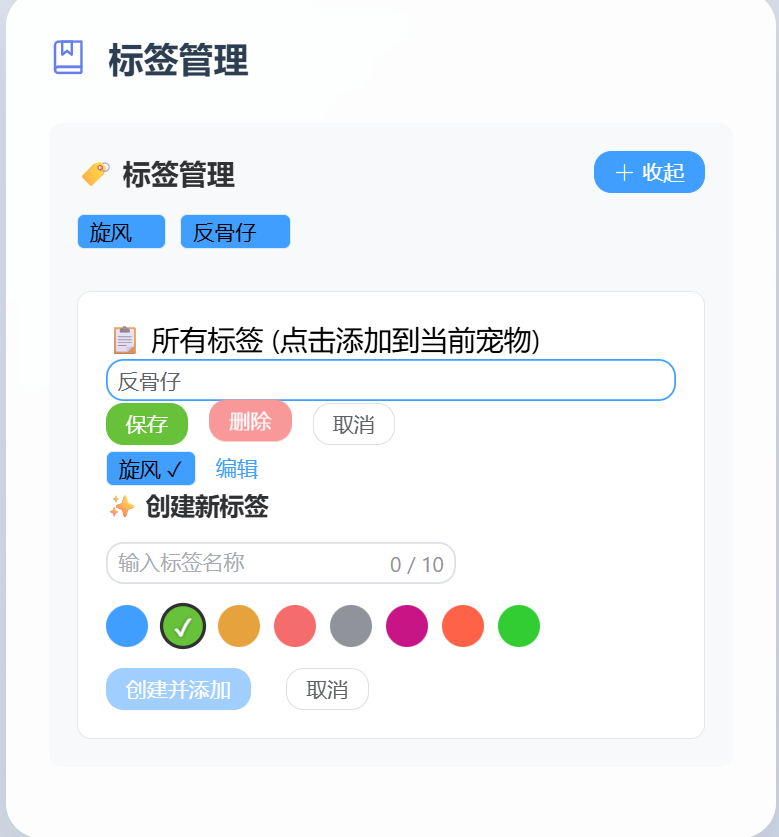 标签管理
标签管理
+ 收起
旋风 反骨仔
所有标签 (点击添加到当前宠物)
反骨仔
保存 删除 取消
旋风 ✓ 编辑
创建新标签
输入标签名称 0 / 10
创建并添加 取消